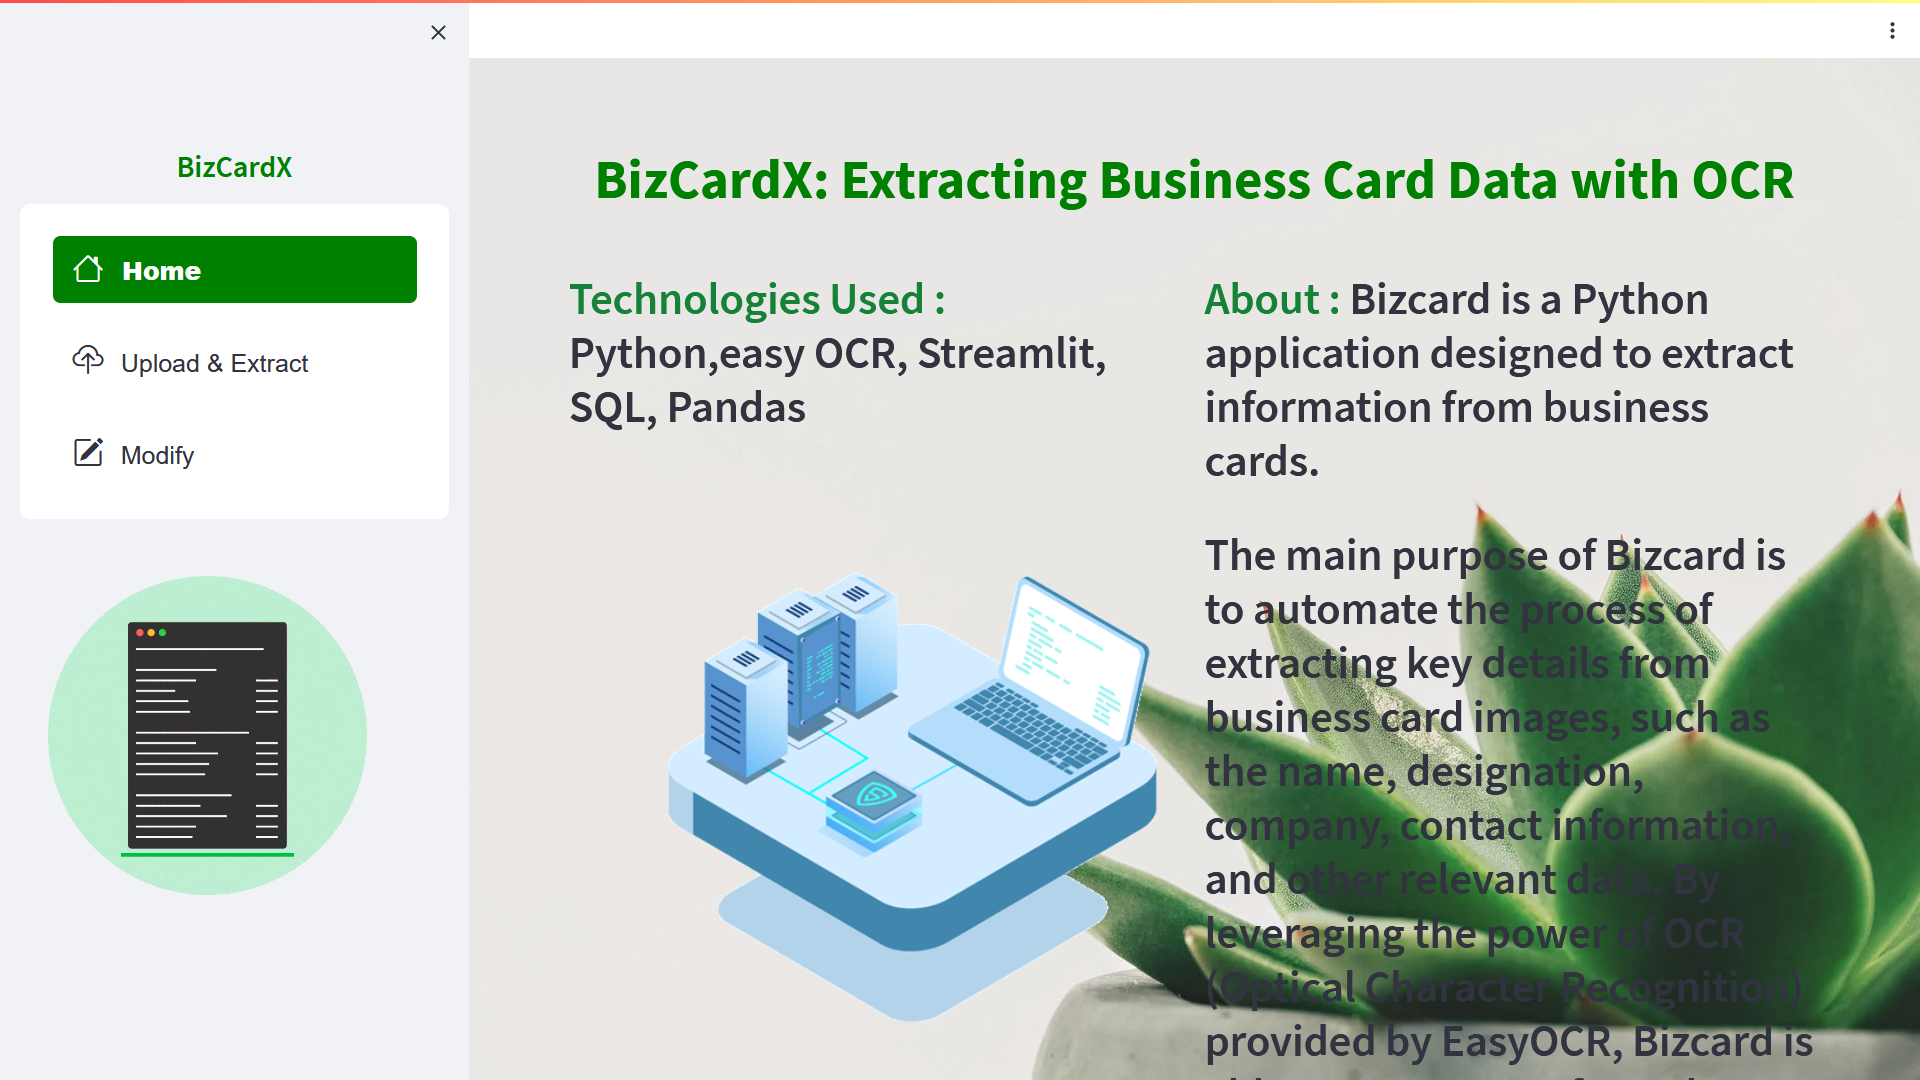 BizCardX
Home
Upload & Extract
Modify
BizCardX: Extracting Business Card Data with OCR
Technologies Used :
Python,easy OCR, Streamlit,
SQL, Pandas
About : Bizcard is a Python
application designed to extract
information from business
cards.
The main purpose of Bizcard is
to automate the process of
extracting key details from
business card images, such as
the name, designation,
company, contact information,
and other relevant data. By
leveraging the power of OCR
(Optical Character Recognition)
provided by EasyOCR, Bizcard is